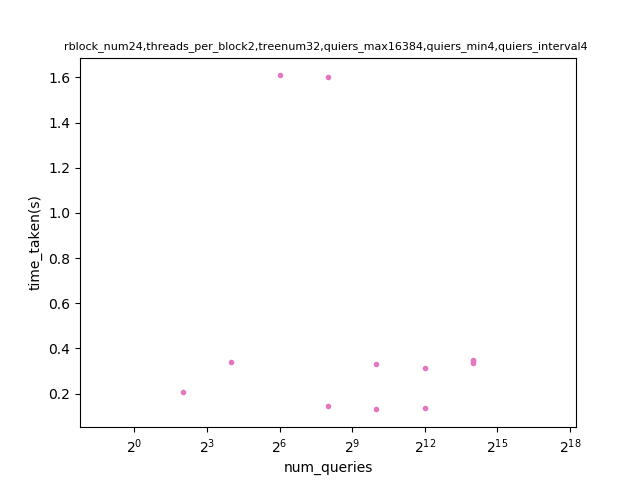 rblock_num24,threads_per_block2,treenum32,quiers_max16384,quiers_min4,quiers_interval4
1.6
1.4
1.2
1.0
0.8
0.6
0.4
0.2
time_taken(s)
2^0 2^3 2^6 2^9 2^12 2^15 2^18
num_queries